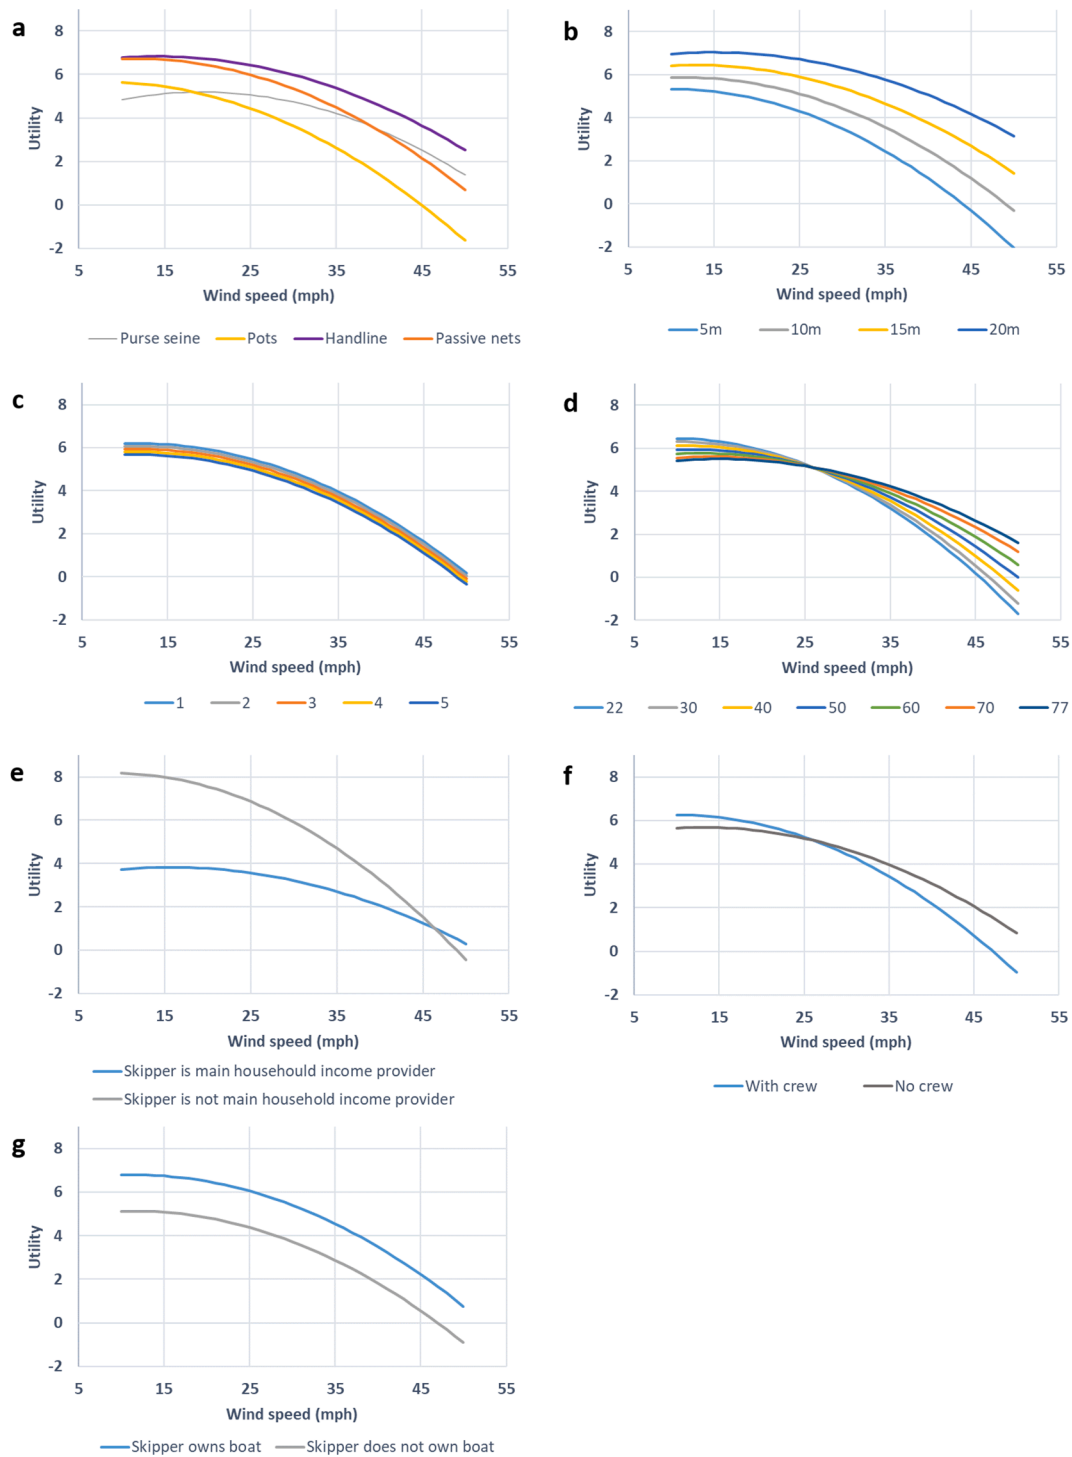 a
8
6
4
2
0
-2
Utility
5 15 25 35 45 55
Wind speed (mph)
Purse seine Pots Handline Passive nets
b
8
6
4
2
0
-2
Utility
5 15 25 35 45 55
Wind speed (mph)
5m 10m 15m 20m
c
8
6
4
2
0
-2
Utility
5 15 25 35 45 55
Wind speed (mph)
1 2 3 4 5
d
8
6
4
2
0
-2
Utility
5 15 25 35 45 55
Wind speed (mph)
22 30 40 50 60 70 77
e
8
6
4
2
0
-2
Utility
5 15 25 35 45 55
Wind speed (mph)
Skipper is main househould income provider
Skipper is not main household income provider
f
8
6
4
2
0
-2
Utility
5 15 25 35 45 55
Wind speed (mph)
With crew No crew
g
8
6
4
2
0
-2
Utility
5 15 25 35 45 55
Wind speed (mph)
Skipper owns boat Skipper does not own boat